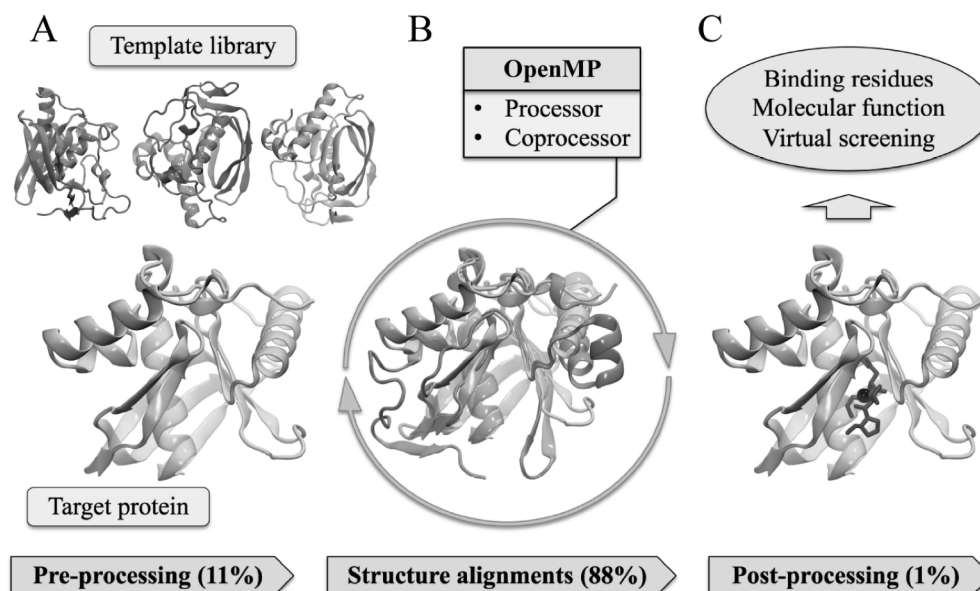 A
Template library
Target protein
Pre-processing (11%)
B
OpenMP
• Processor
• Coprocessor
Structure alignments (88%)
C
Binding residues
Molecular function
Virtual screening
Post-processing (1%)